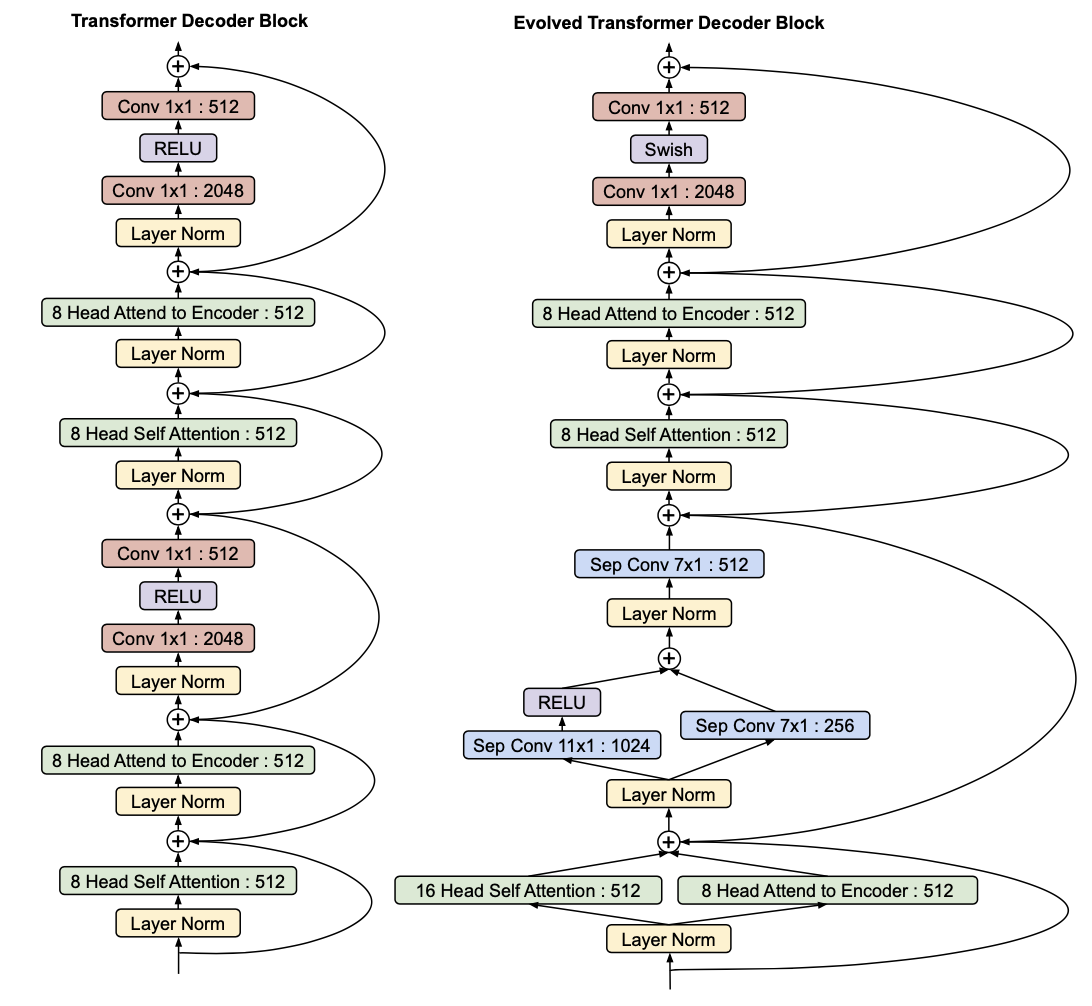 Transformer Decoder Block
Conv 1x1 : 512
RELU
Conv 1x1 : 2048
Layer Norm
8 Head Attend to Encoder : 512
Layer Norm
8 Head Self Attention : 512
Layer Norm
Conv 1x1 : 512
RELU
Conv 1x1 : 2048
Layer Norm
8 Head Attend to Encoder : 512
Layer Norm
8 Head Self Attention : 512
Layer Norm
Evolved Transformer Decoder Block
Conv 1x1 : 512
Swish
Conv 1x1 : 2048
Layer Norm
8 Head Attend to Encoder : 512
Layer Norm
8 Head Self Attention : 512
Layer Norm
Sep Conv 7x1 : 512
Layer Norm
RELU
Sep Conv 7x1 : 256
Sep Conv 11x1 : 1024
Layer Norm
16 Head Self Attention : 512
8 Head Attend to Encoder : 512
Layer Norm